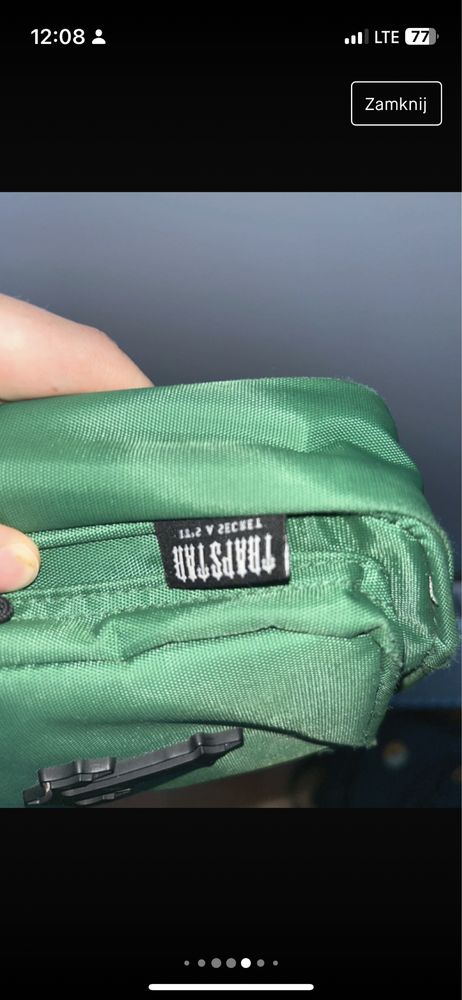 12:08
LTE 77
Zamknij
TRAPSTAR
IT'S A SECRET